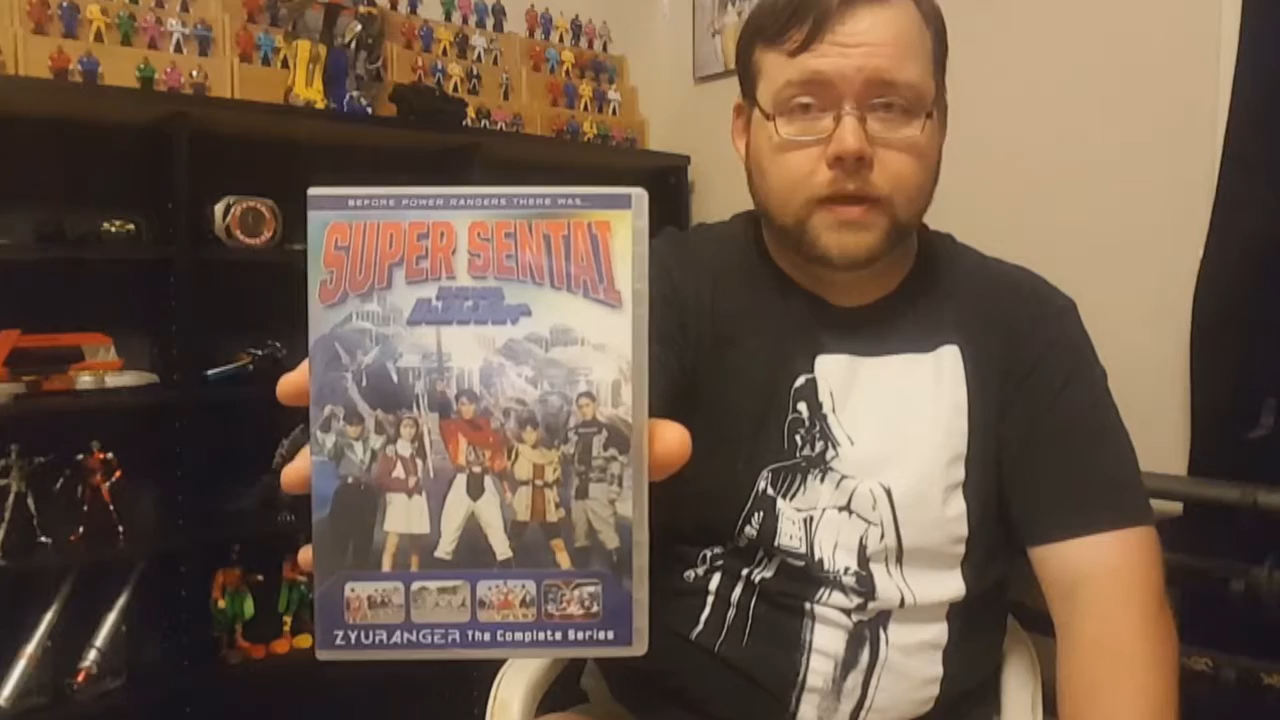 BEFORE POWER RANGERS THERE WAS...
SUPER SENTAI
ZYURANGER The Complete Series